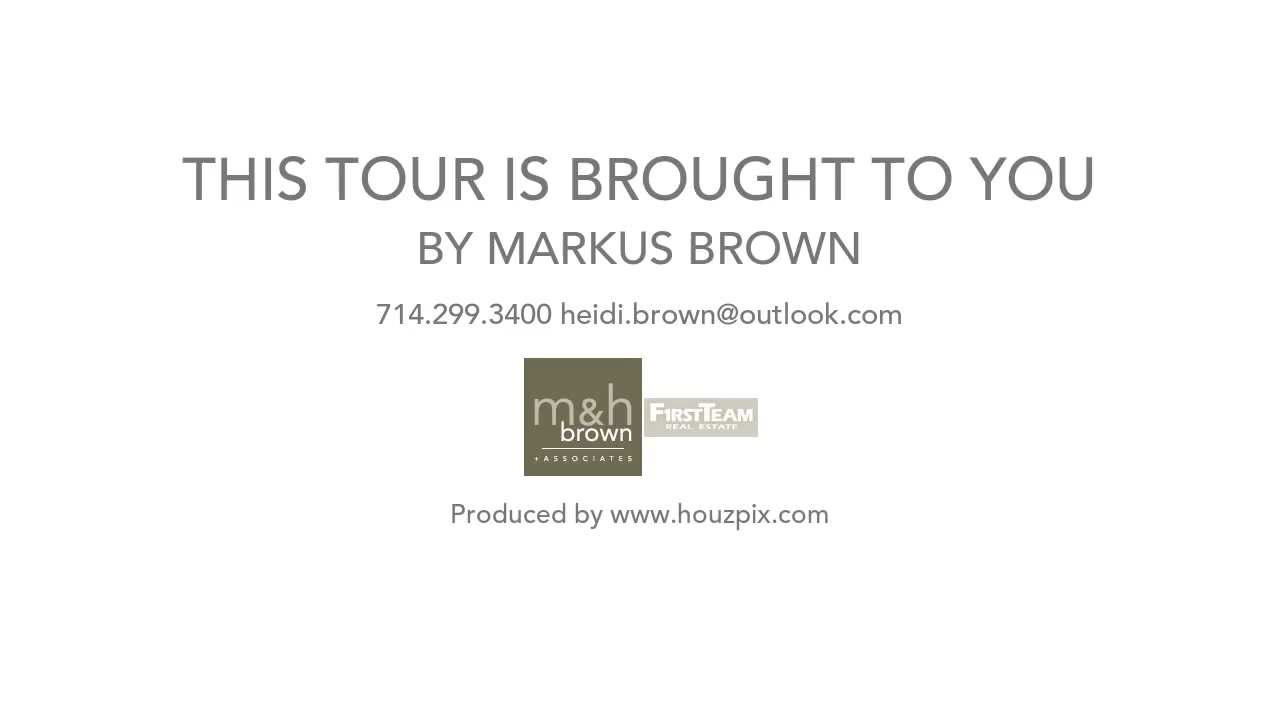 THIS TOUR IS BROUGHT TO YOU
BY MARKUS BROWN
714.299.3400 heidi.brown@outlook.com
m&h
brown
+ ASSOCIATES
FIRSTTEAM
REAL ESTATE
Produced by www.houzpix.com